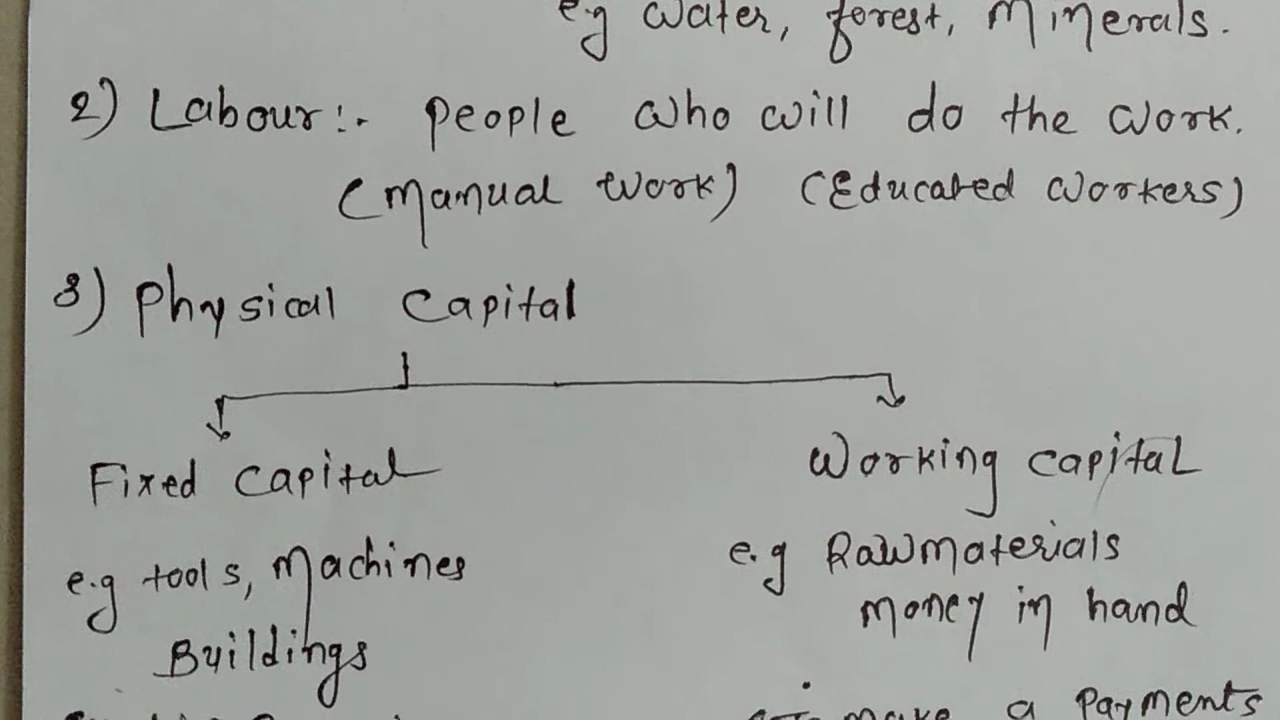 e.g Water, forest, Minerals.
2) Labour:- people who will do the work.
(Manual work) (Educated workers)
3) Physical Capital
Fixed Capital
Working Capital
e.g tools, Machines
Buildings
e.g Rawmaterials
money in hand
make a Payments